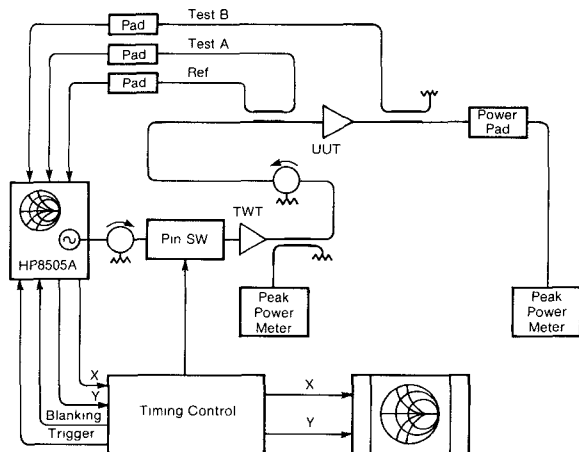 Test B
Pad
Test A
Pad
Ref
Pad
UUT
Power
Pad
TWT
Pin SW
HP8505A
Peak
Power
Meter
Peak
Power
Meter
X
Y
Blanking
Trigger
Timing Control
X
Y